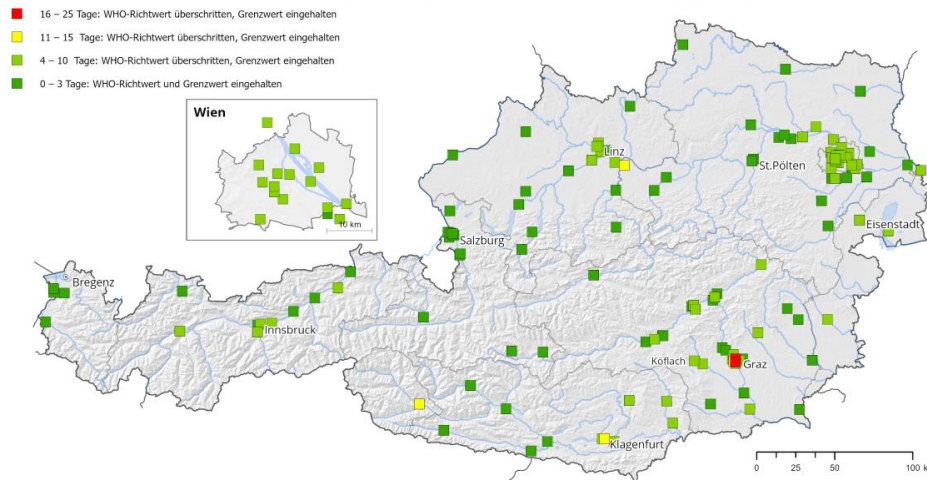 16 – 25 Tage: WHO-Richtwert überschritten, Grenzwert eingehalten
11 – 15 Tage: WHO-Richtwert überschritten, Grenzwert eingehalten
4 – 10 Tage: WHO-Richtwert überschritten, Grenzwert eingehalten
0 – 3 Tage: WHO-Richtwert und Grenzwert eingehalten
Wien
10 km
Linz
St.Pölten
Eisenstadt
Salzburg
Bregenz
Innsbruck
Köflach
Graz
Klagenfurt
0 25 50 100 k